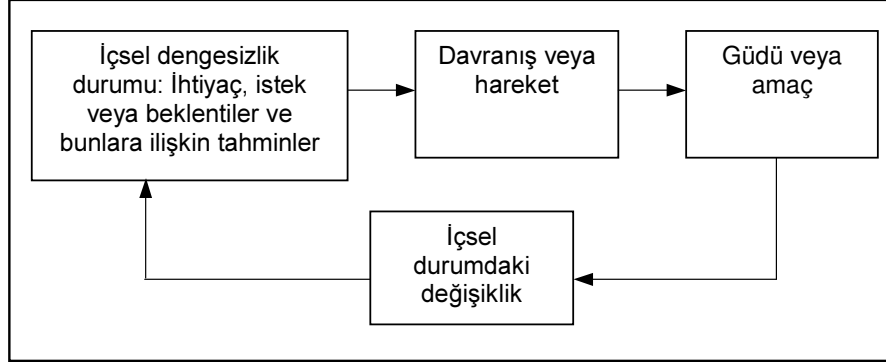 İçsel dengesizlik
durumu: İhtiyaç, istek
veya beklentiler ve
bunlara ilişkin tahminler
Davranış veya
hareket
Güdü veya
amaç
İçsel
durumdaki
değişiklik